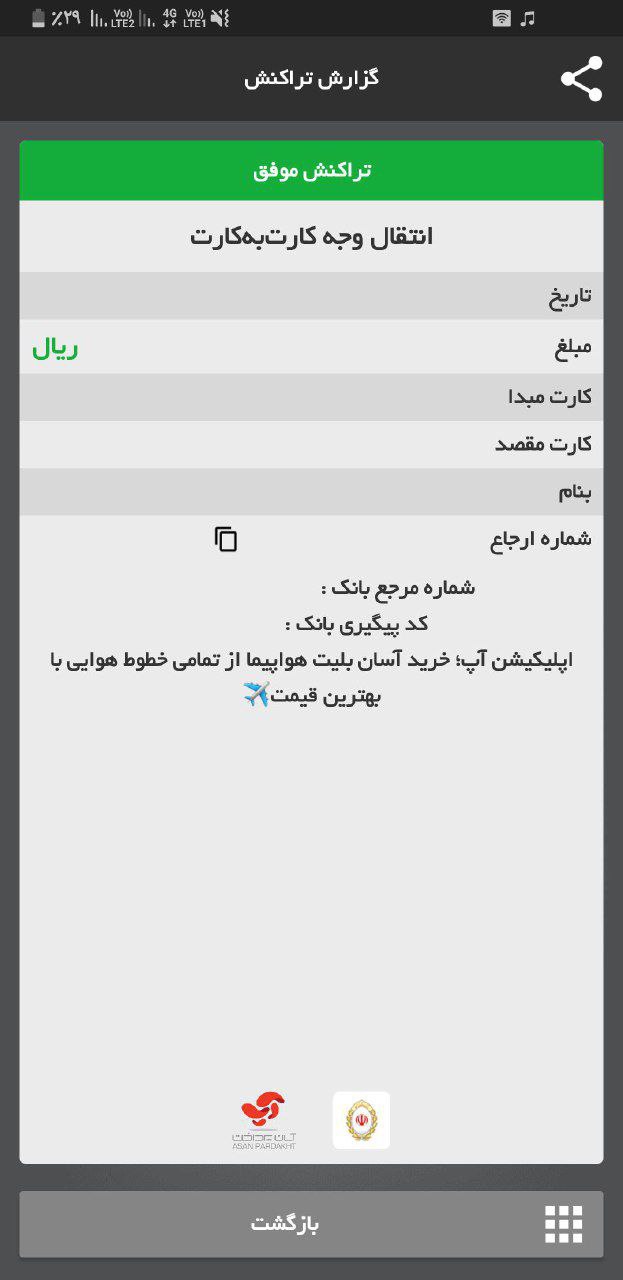 ٪۲۹ Vo)) LTE2 4G Vo)) LTE1
گزارش تراکنش
تراکنش موفق
انتقال وجه کارت‌به‌کارت
تاریخ
مبلغ ریال
کارت مبدا
کارت مقصد
بنام
شماره ارجاع
شماره مرجع بانک :
کد پیگیری بانک :
اپلیکیشن آپ؛ خرید آسان بلیت هواپیما از تمامی خطوط هوایی با
بهترین قیمت✈️
آسان پرداخت
ASAN PARDAKHT
بازگشت